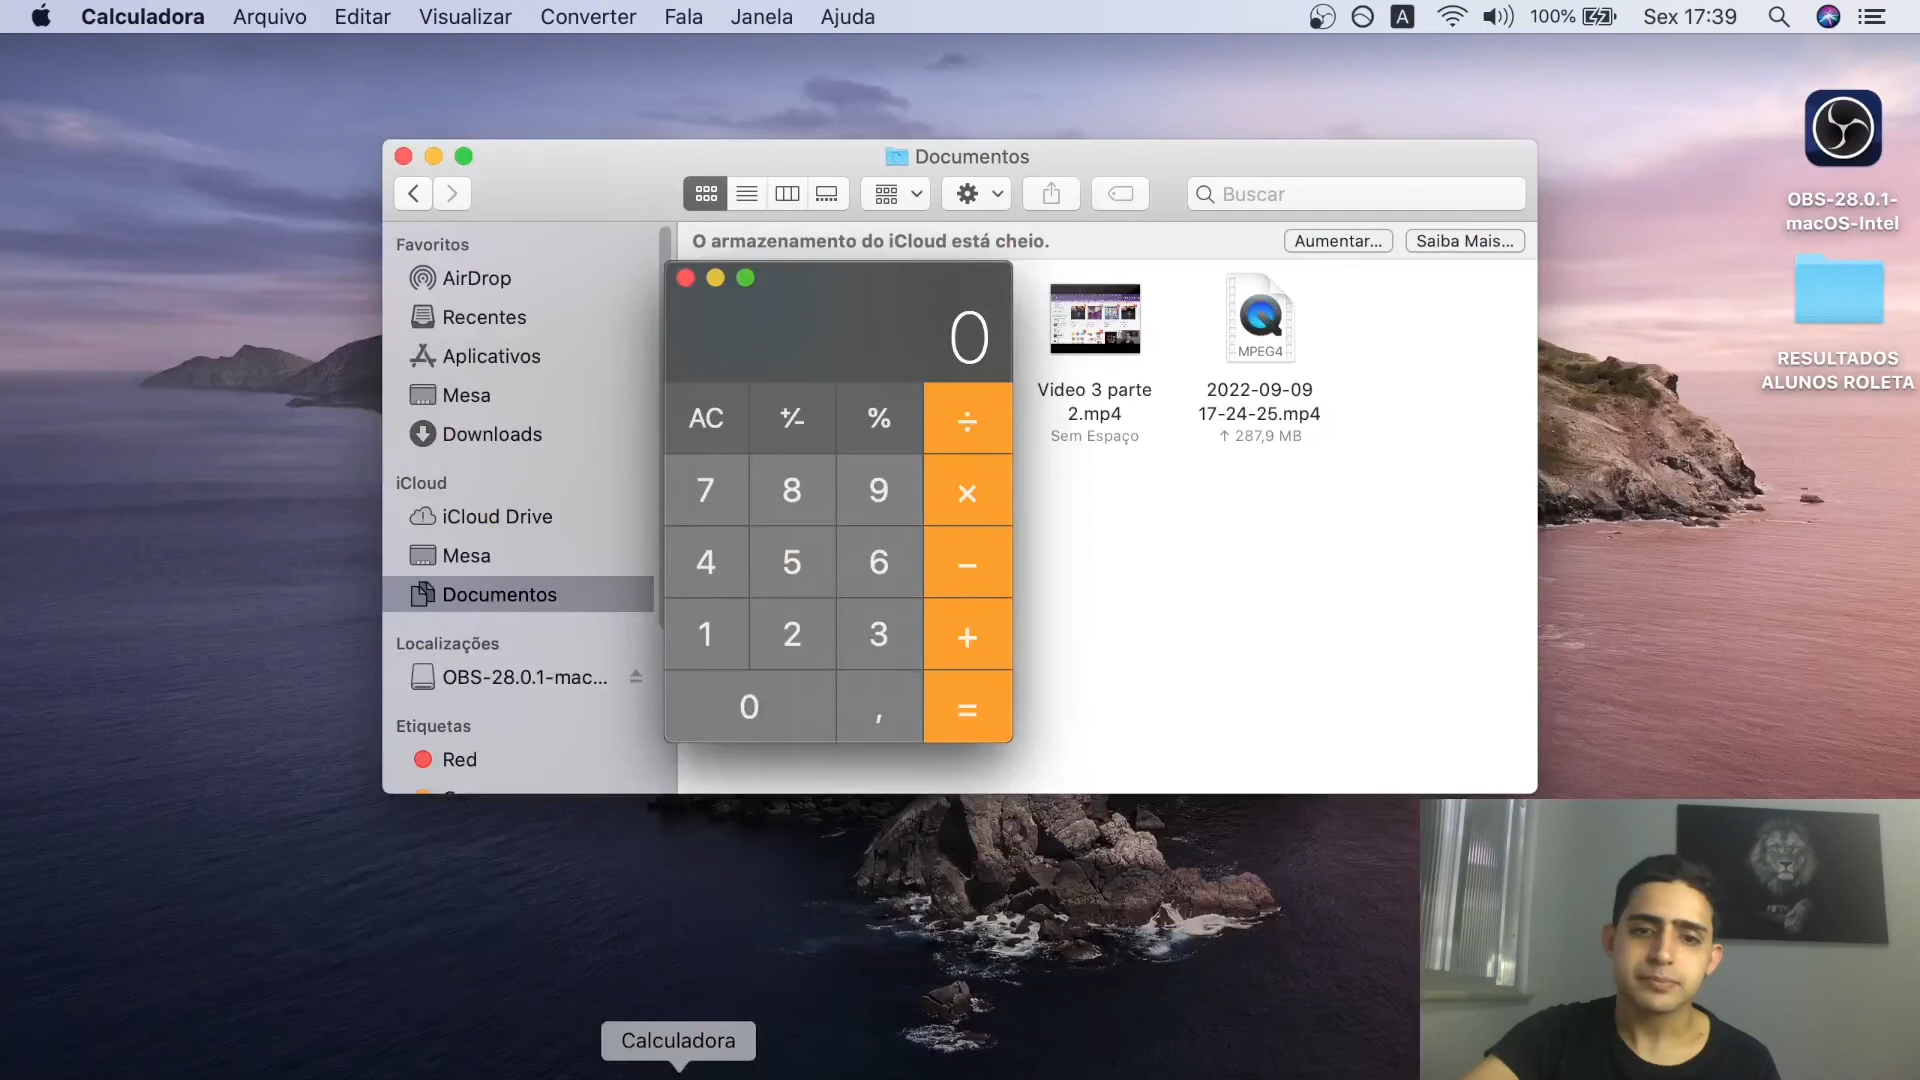 Calculadora Arquivo Editar Visualizar Converter Fala Janela Ajuda
A 100% Sex 17:39
Documentos
Buscar
O armazenamento do iCloud está cheio. Aumentar... Saiba Mais...
Favoritos
AirDrop
Recentes
Aplicativos
Mesa
Downloads
iCloud
iCloud Drive
Mesa
Documentos
Localizações
OBS-28.0.1-mac...
Etiquetas
Red
0
AC ⁺∕₋ % ÷
7 8 9 ×
4 5 6 −
1 2 3 +
0 , =
Video 3 parte
2.mp4
Sem Espaço
MPEG4
2022-09-09
17-24-25.mp4
↑ 287,9 MB
OBS-28.0.1-
macOS-Intel
RESULTADOS
ALUNOS ROLETA
Calculadora